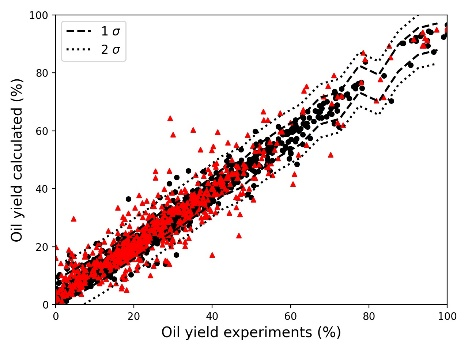 100
80
60
40
20
0
Oil yield calculated (%)
1 σ
2 σ
0 20 40 60 80 100
Oil yield experiments (%)